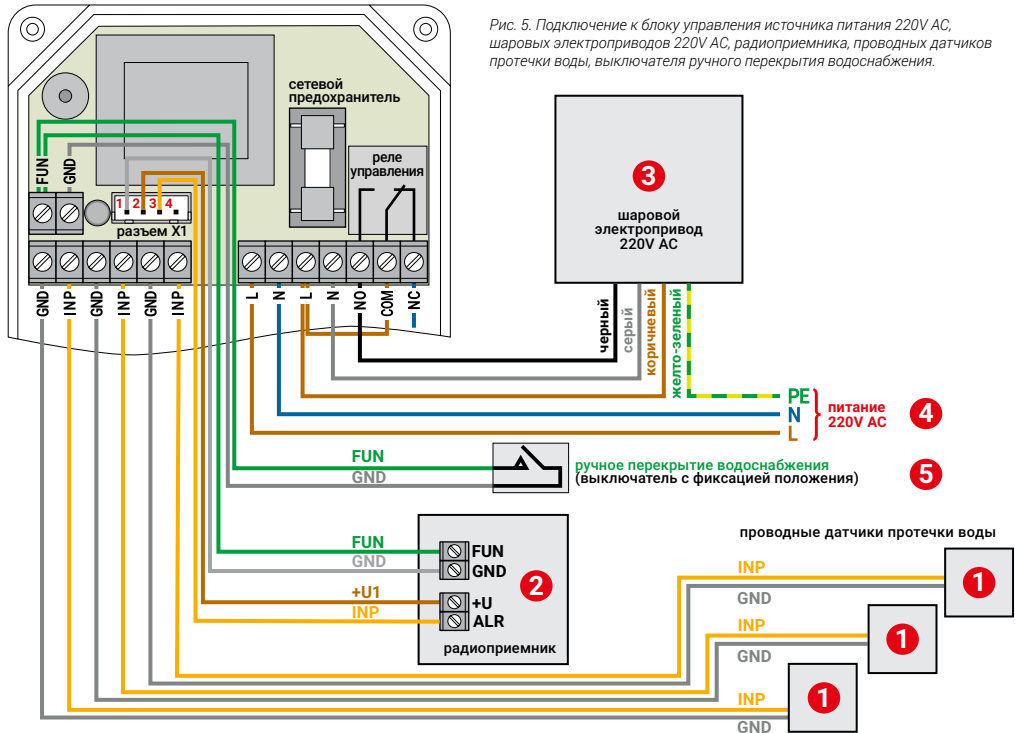 Рис. 5. Подключение к блоку управления источника питания 220V AC,
шаровых электроприводов 220V AC, радиоприемника, проводных датчиков
протечки воды, выключателя ручного перекрытия водоснабжения.
сетевой
предохранитель
реле
управления
FUN
GND
1 2 3 4
разъем X1
GND
INP
GND
INP
GND
INP
L
N
L
N
NO
COM
NC
3
шаровой
электропривод
220V AC
черный
серый
коричневый
желто-зеленый
PE
N
L
питание
220V AC
4
FUN
GND
ручное перекрытие водоснабжения
(выключатель с фиксацией положения)
5
FUN
GND
+U1
INP
FUN
GND
+U
ALR
2
радиоприемник
проводные датчики протечки воды
INP
GND
1
INP
GND
1
INP
GND
1